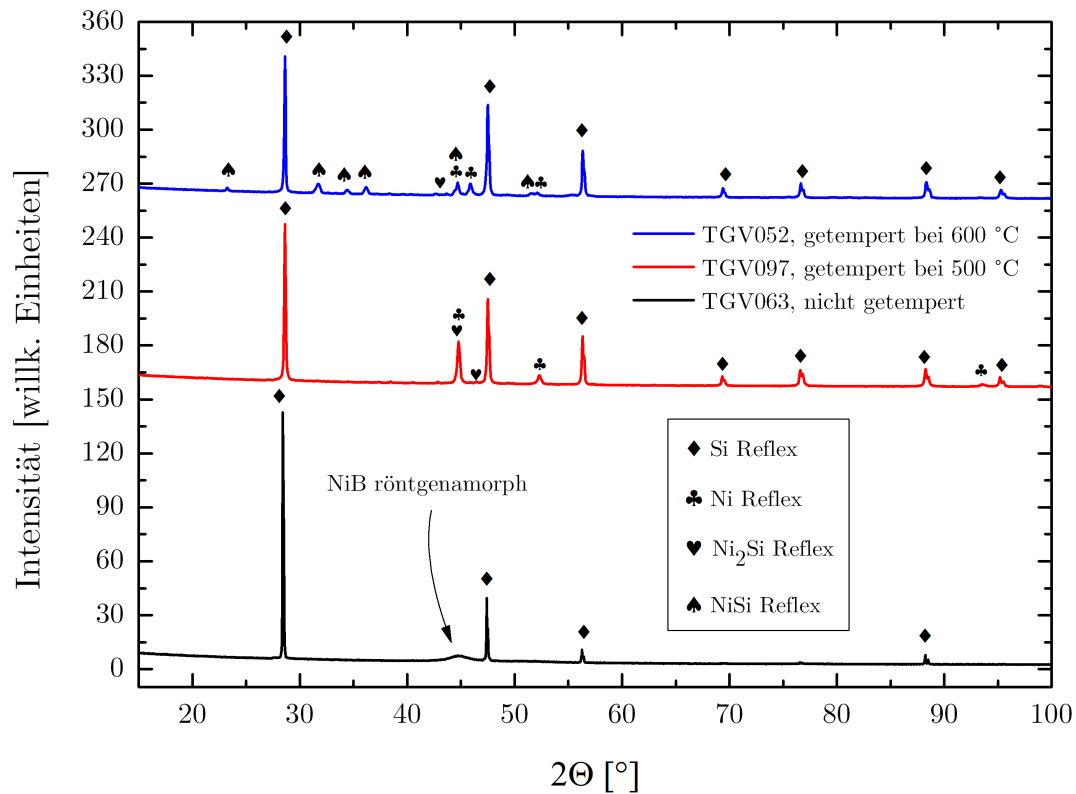 360
330
300
270
240
210
180
150
120
90
60
30
0
Intensität [willk. Einheiten]
TGV052, getempert bei 600 °C
TGV097, getempert bei 500 °C
TGV063, nicht getempert
NiB röntgenamorph
♦ Si Reflex
♣ Ni Reflex
♥ Ni₂Si Reflex
♠ NiSi Reflex
20 30 40 50 60 70 80 90 100
2Θ [°]